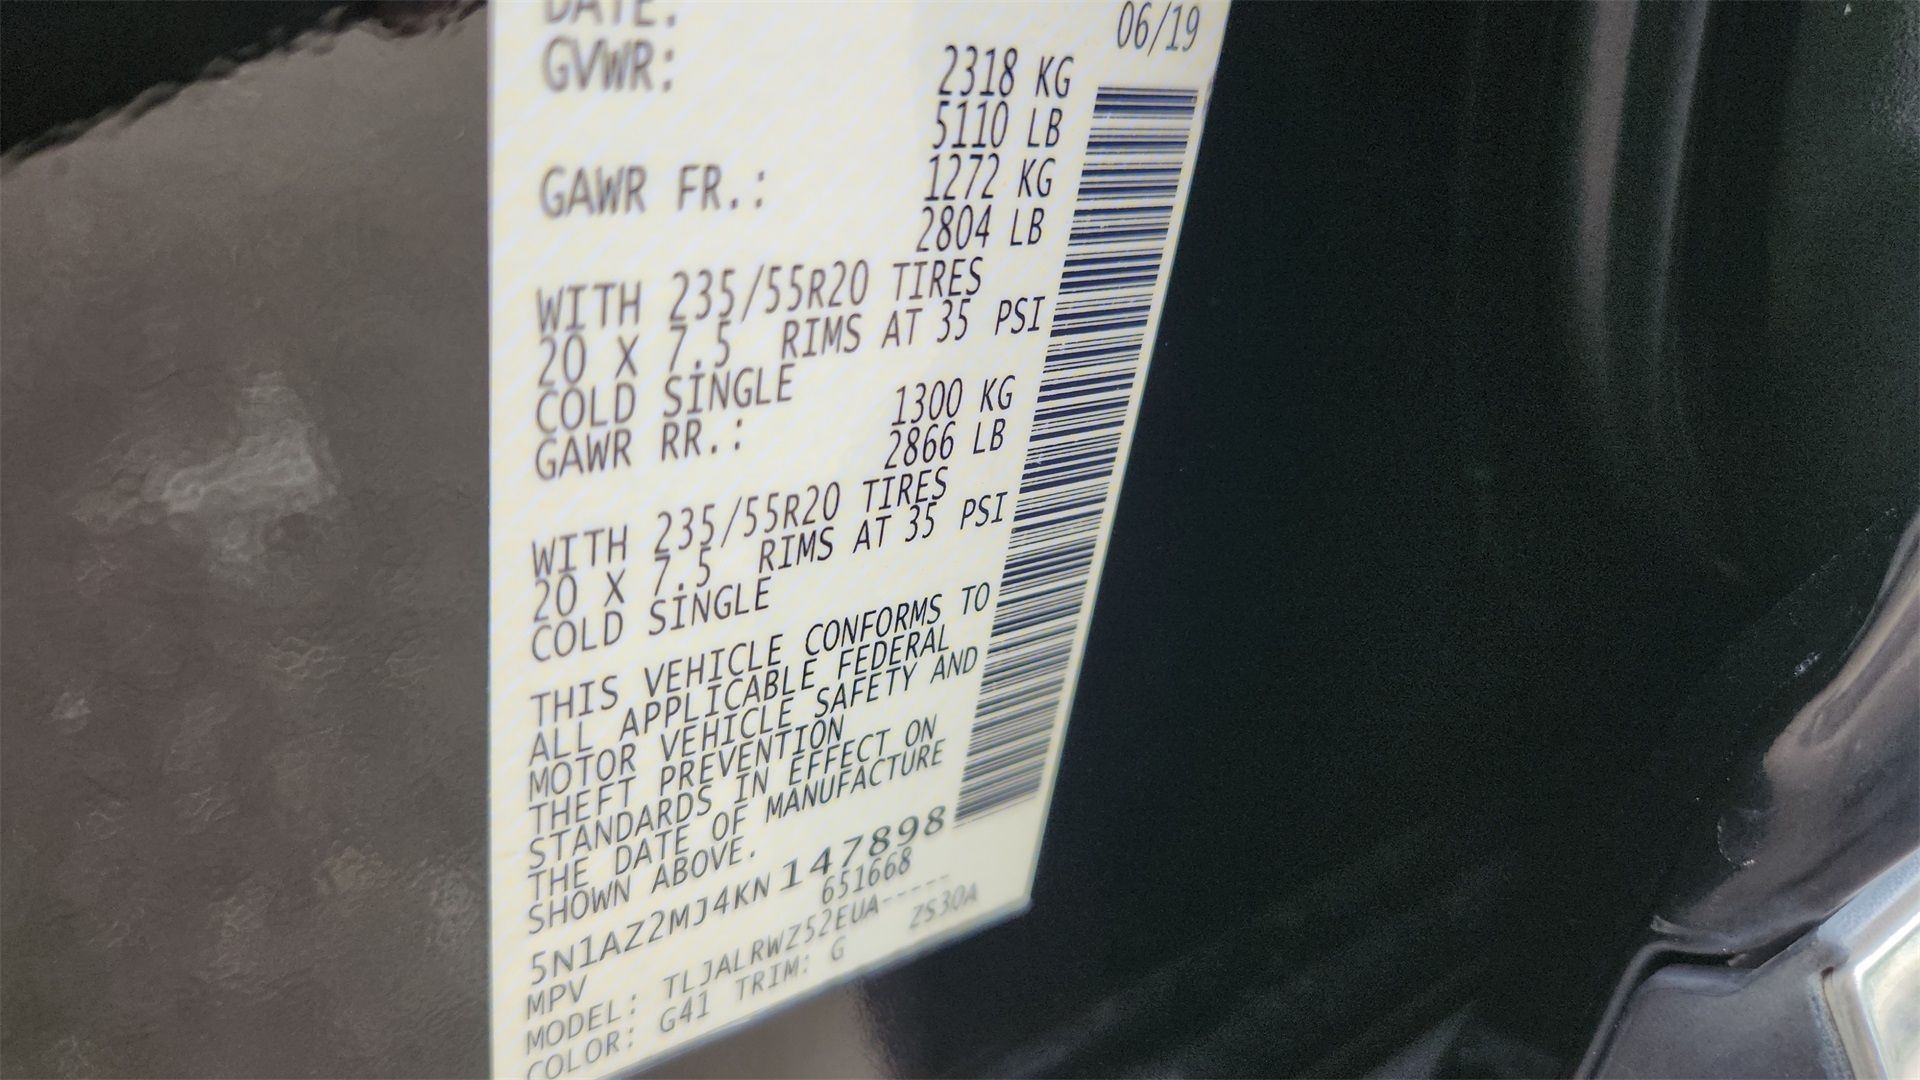 DATE: 06/19
GVWR: 2318 KG
5110 LB
GAWR FR.: 1272 KG
2804 LB
WITH 235/55R20 TIRES
20 X 7.5 RIMS AT 35 PSI
COLD SINGLE
GAWR RR.: 1300 KG
2866 LB
WITH 235/55R20 TIRES
20 X 7.5 RIMS AT 35 PSI
COLD SINGLE
THIS VEHICLE CONFORMS TO
ALL APPLICABLE FEDERAL
MOTOR VEHICLE SAFETY AND
THEFT PREVENTION
STANDARDS IN EFFECT ON
THE DATE OF MANUFACTURE
SHOWN ABOVE.
5N1AZ2MJ4KN147898
MPV 651668
MODEL: TLJALRWZ52EUA-----
COLOR: G41 TRIM: G ZS30A